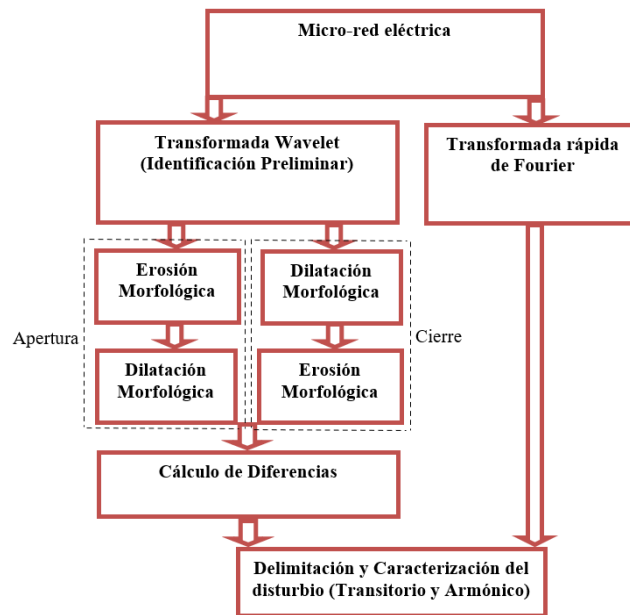 Micro-red eléctrica
Transformada Wavelet
(Identificación Preliminar)
Transformada rápida
de Fourier
Erosión
Morfológica
Dilatación
Morfológica
Apertura
Cierre
Dilatación
Morfológica
Erosión
Morfológica
Cálculo de Diferencias
Delimitación y Caracterización del
disturbio (Transitorio y Armónico)